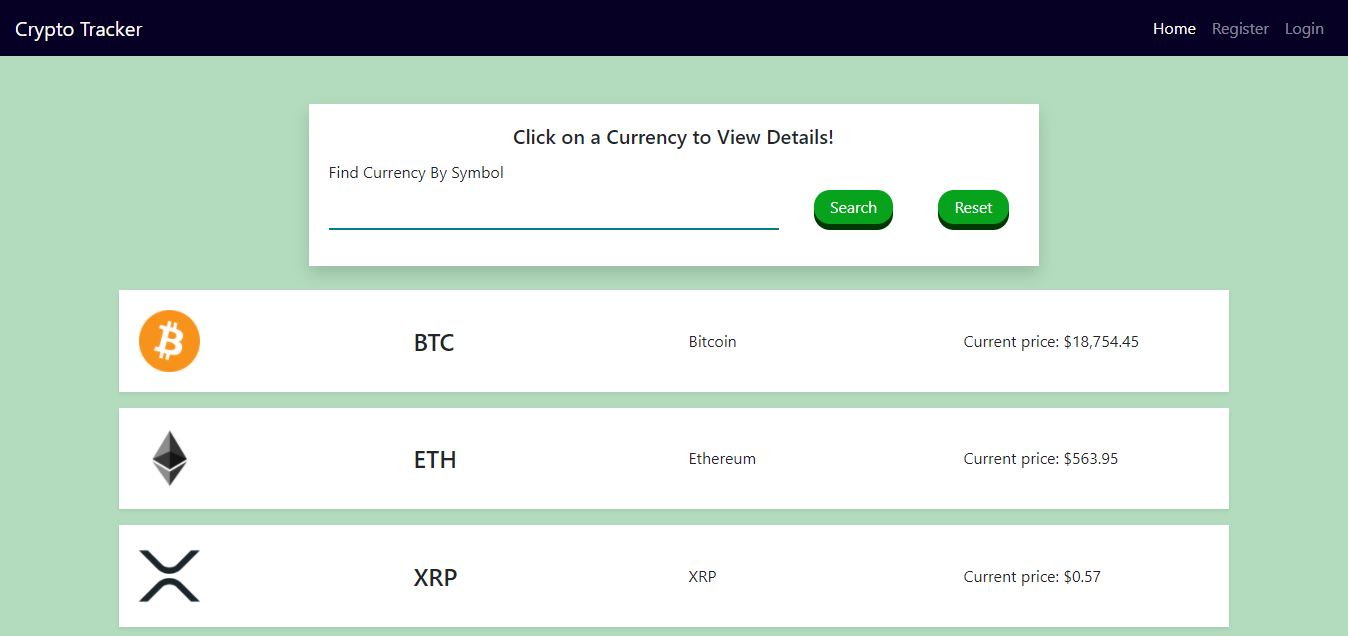 Crypto Tracker Home Register Login
Click on a Currency to View Details!
Find Currency By Symbol
Search Reset
BTC Bitcoin Current price: $18,754.45
ETH Ethereum Current price: $563.95
XRP XRP Current price: $0.57